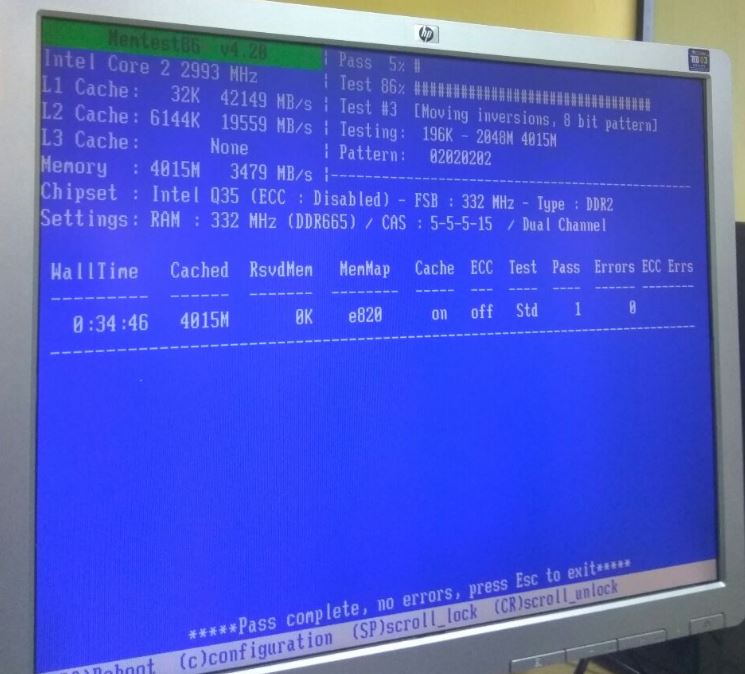 hp
Memtest86 v4.20 | Pass 5% #
Intel Core 2 2993 MHz | Test 86% ################################
L1 Cache: 32K 42149 MB/s | Test #3 [Moving inversions, 8 bit pattern]
L2 Cache: 6144K 19559 MB/s | Testing: 196K - 2048M 4015M
L3 Cache: None | Pattern: 02020202
Memory : 4015M 3479 MB/s |--------------------------------------------
Chipset : Intel Q35 (ECC : Disabled) - FSB : 332 MHz - Type : DDR2
Settings: RAM : 332 MHz (DDR665) / CAS : 5-5-5-15 / Dual Channel
WallTime Cached RsvdMem MemMap Cache ECC Test Pass Errors ECC Errs
0:34:46 4015M 0K e820 on off Std 1 0
*****Pass complete, no errors, press Esc to exit*****
(c)configuration (SP)scroll_lock (CR)scroll_unlock